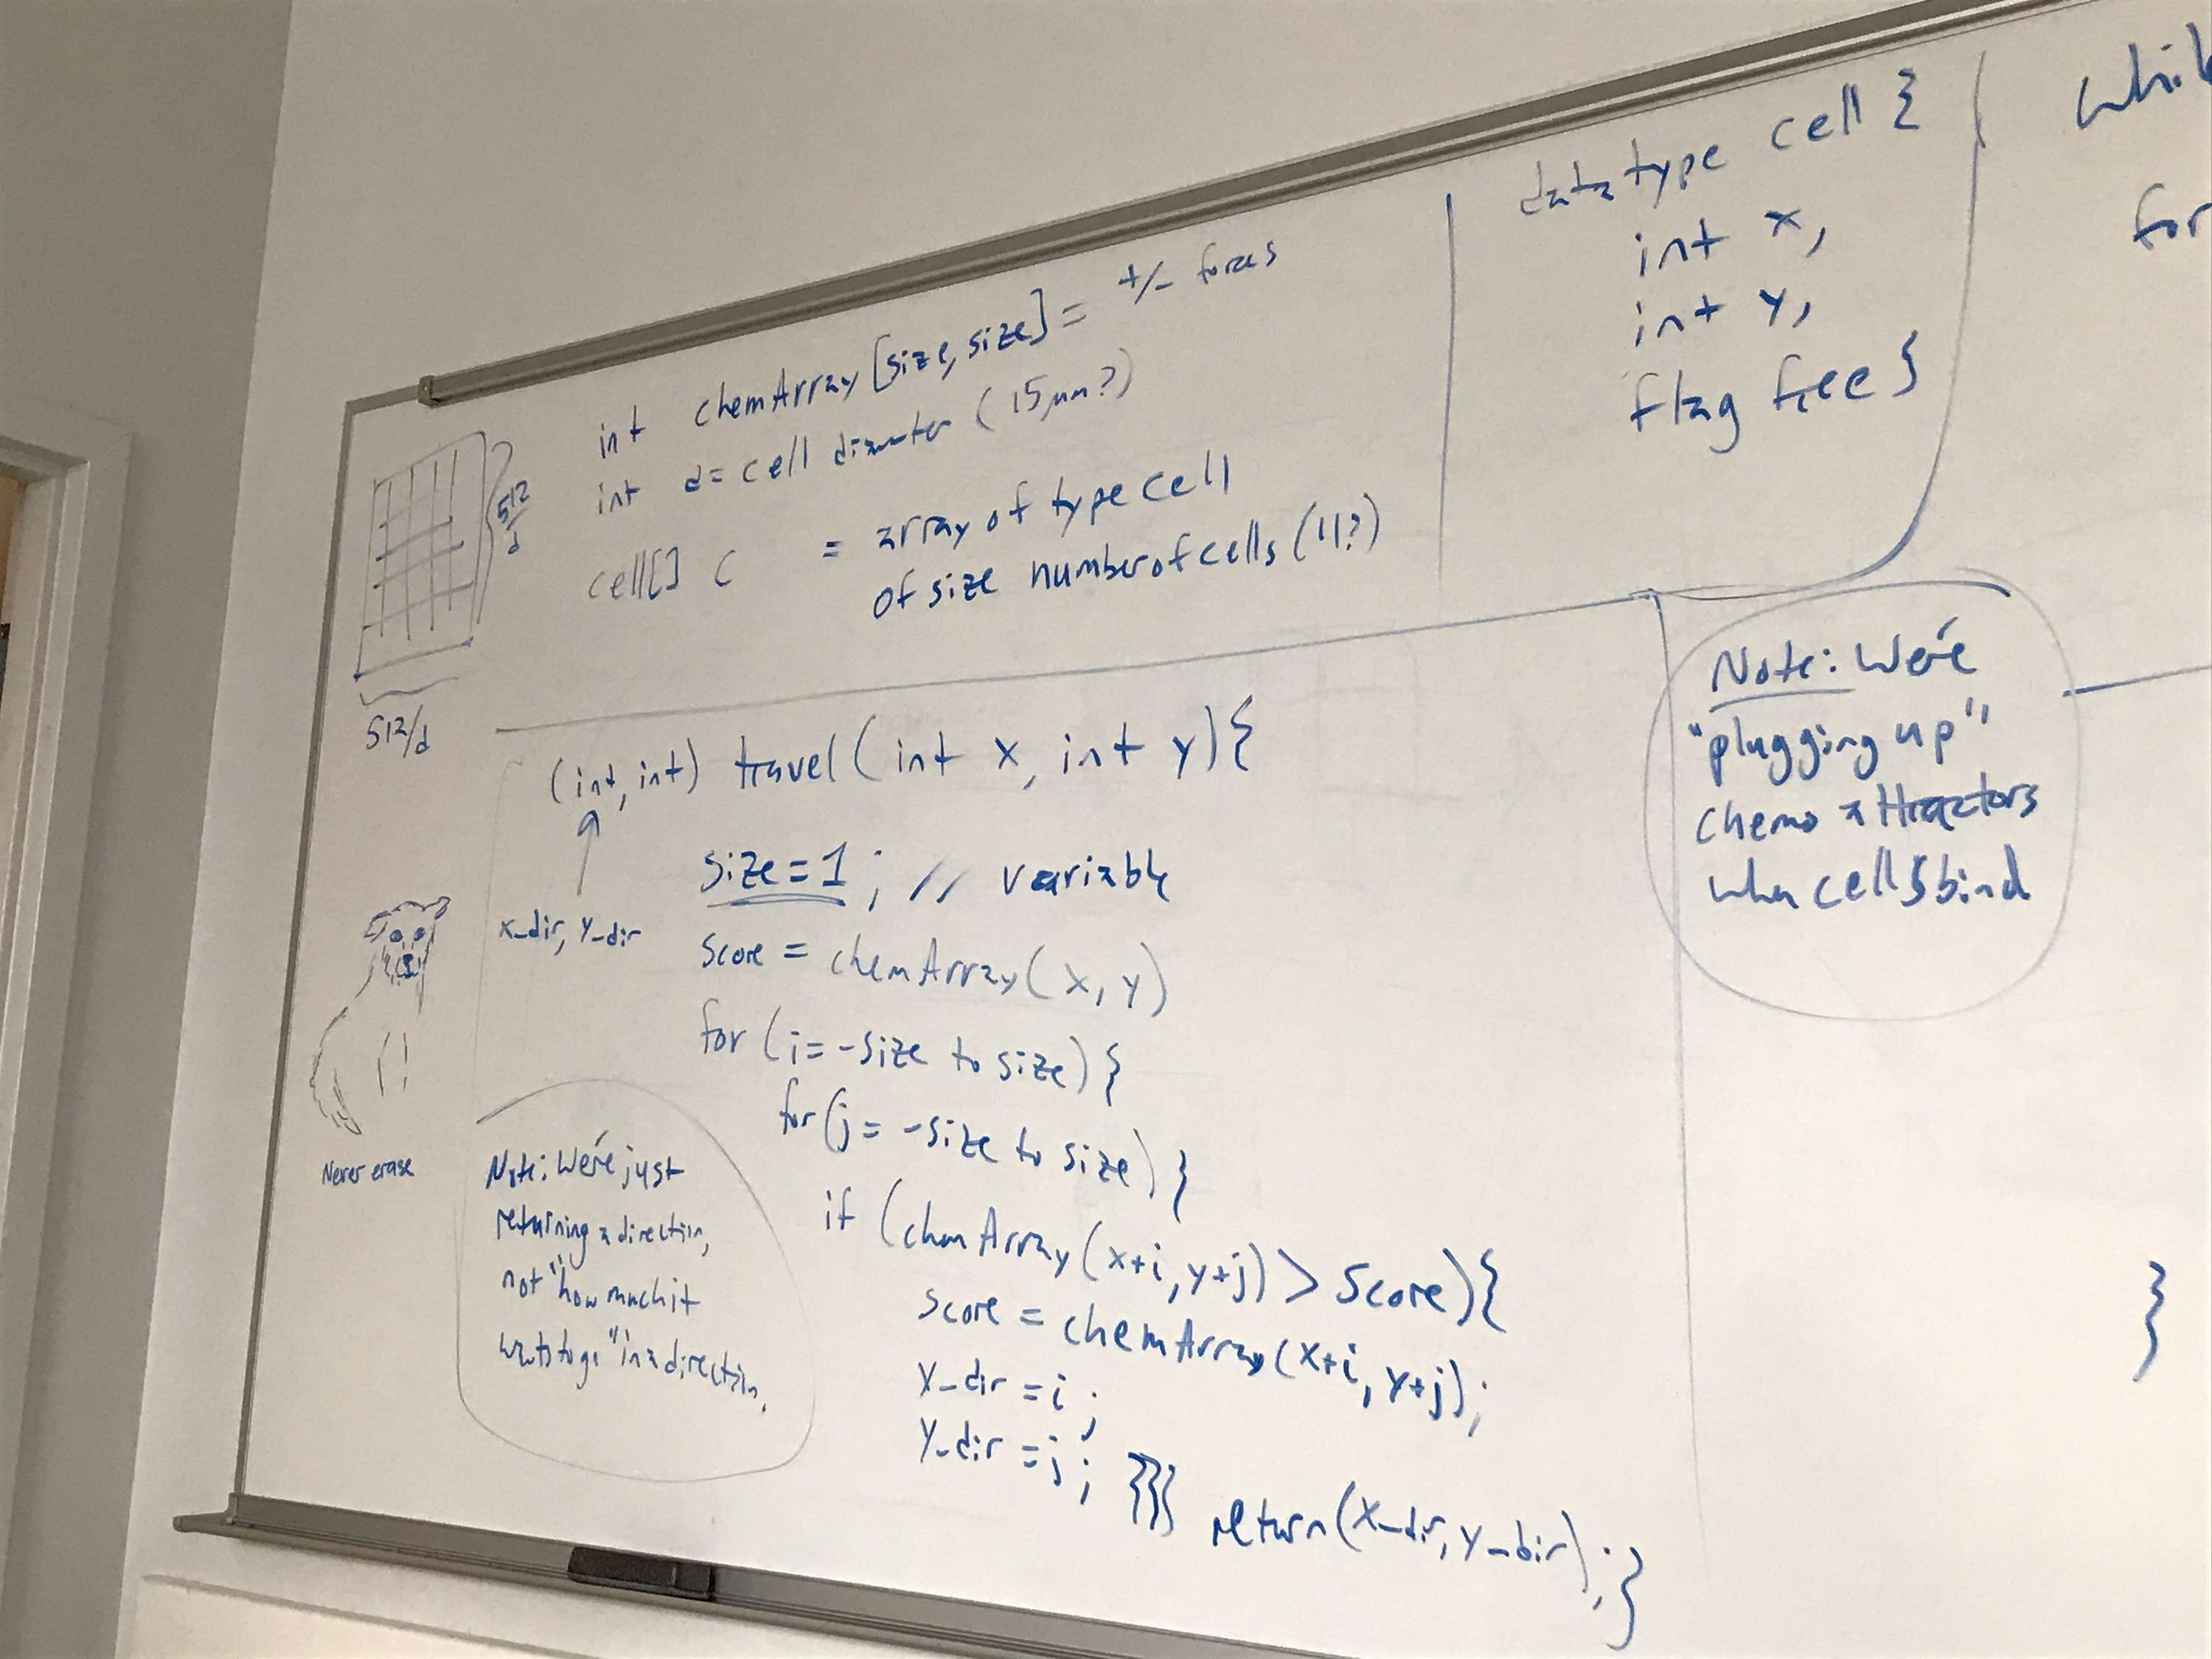 int chemArray[size, size] = +/- forces
int d = cell diameter (15µm?)
cell[] C = array of type cell
of size number of cells (11?)
512
d
512/d
datatype cell {
int x,
int y,
flag free}
whil
for
(int, int) travel (int x, int y) {
x_dir, y_dir
size = 1; // variable
score = chemArray(x, y)
for (i = -size to size) {
for (j = -size to size) }
if (chemArray(x+i, y+j) > score) {
score = chemArray(x+i, y+j);
x_dir = i;
y_dir = j; }}} return (x_dir, y_dir); }
Never erase
Note: We're just
returning a direction,
not "how much it
wants to go" in a direction.
Note: We're
"plugging up"
chemo attractors
when cells bind
}